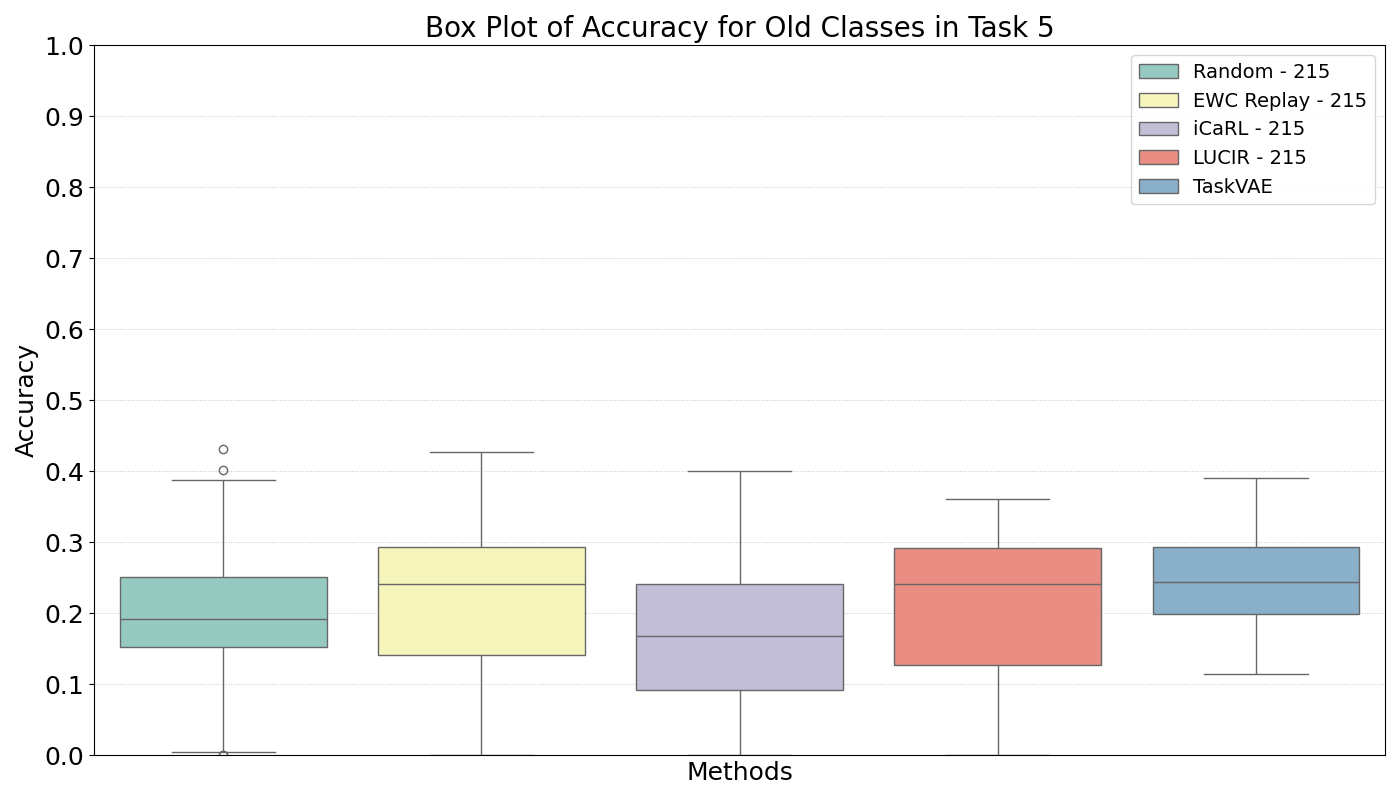 Box Plot of Accuracy for Old Classes in Task 5
1.0
0.9
0.8
0.7
0.6
0.5
0.4
0.3
0.2
0.1
0.0
Accuracy
Methods
Random - 215
EWC Replay - 215
iCaRL - 215
LUCIR - 215
TaskVAE